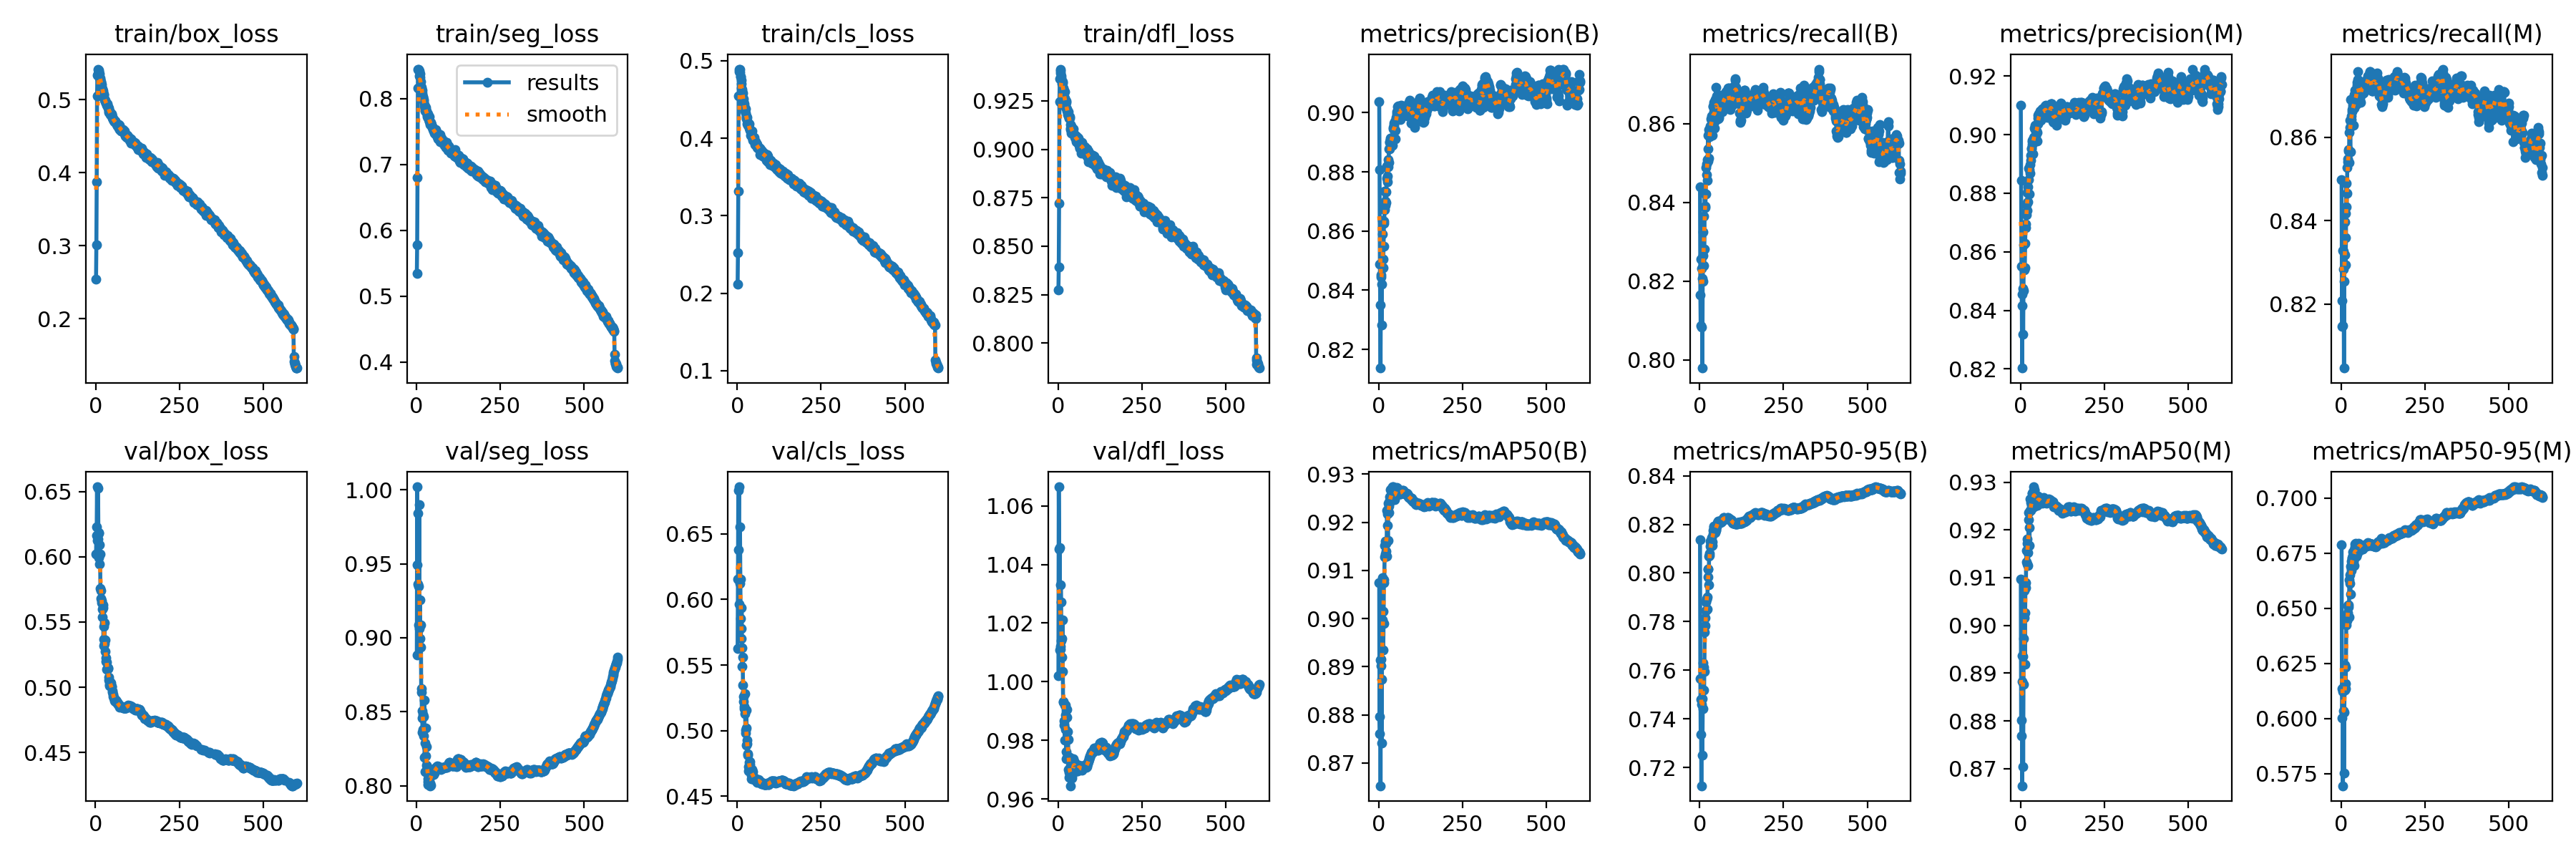 train/box_loss
0.5
0.4
0.3
0.2
0 250 500
train/seg_loss
results
smooth
0.8
0.7
0.6
0.5
0.4
0 250 500
train/cls_loss
0.5
0.4
0.3
0.2
0.1
0 250 500
train/dfl_loss
0.925
0.900
0.875
0.850
0.825
0.800
0 250 500
metrics/precision(B)
0.90
0.88
0.86
0.84
0.82
0 250 500
metrics/recall(B)
0.86
0.84
0.82
0.80
0 250 500
metrics/precision(M)
0.92
0.90
0.88
0.86
0.84
0.82
0 250 500
metrics/recall(M)
0.86
0.84
0.82
0 250 500
val/box_loss
0.65
0.60
0.55
0.50
0.45
0 250 500
val/seg_loss
1.00
0.95
0.90
0.85
0.80
0 250 500
val/cls_loss
0.65
0.60
0.55
0.50
0.45
0 250 500
val/dfl_loss
1.06
1.04
1.02
1.00
0.98
0.96
0 250 500
metrics/mAP50(B)
0.93
0.92
0.91
0.90
0.89
0.88
0.87
0 250 500
metrics/mAP50-95(B)
0.84
0.82
0.80
0.78
0.76
0.74
0.72
0 250 500
metrics/mAP50(M)
0.93
0.92
0.91
0.90
0.89
0.88
0.87
0 250 500
metrics/mAP50-95(M)
0.700
0.675
0.650
0.625
0.600
0.575
0 250 500